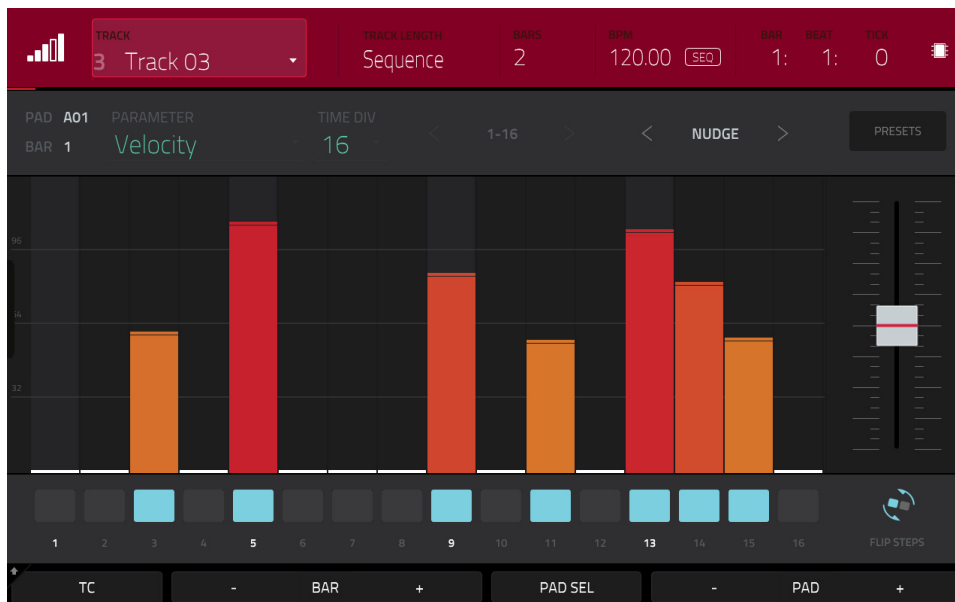 TRACK TRACK LENGTH BARS BPM BAR BEAT TICK
3 Track 03 Sequence 2 120.00 SEQ 1: 1: 0
PAD A01 PARAMETER TIME DIV
BAR 1 Velocity 16 < 1-16 > < NUDGE > PRESETS
96
64
32
1 2 3 4 5 6 7 8 9 10 11 12 13 14 15 16 FLIP STEPS
TC - BAR + PAD SEL - PAD +